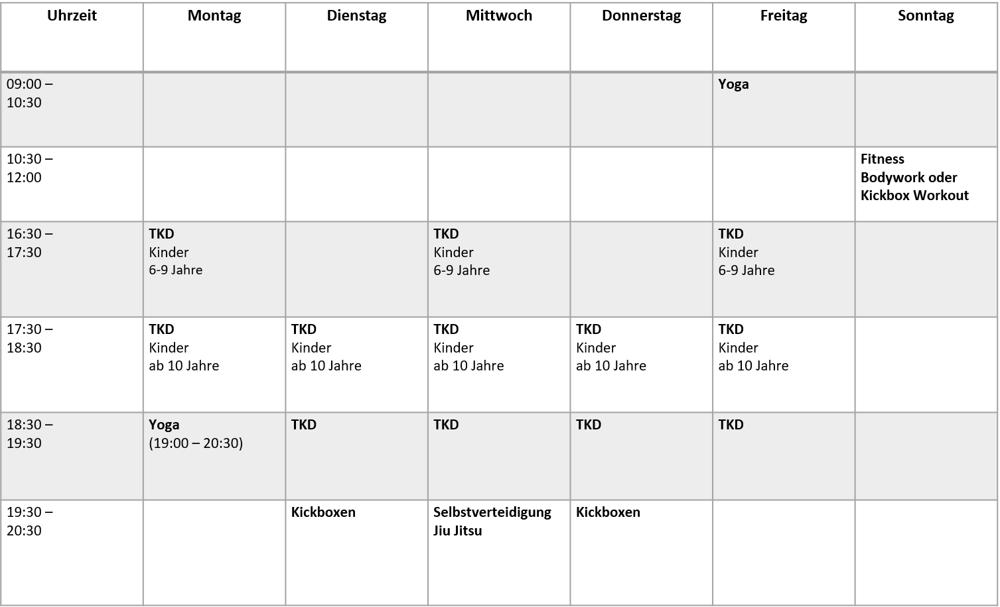 Uhrzeit Montag Dienstag Mittwoch Donnerstag Freitag Sonntag
09:00 –
10:30
Yoga
10:30 –
12:00
Fitness
Bodywork oder
Kickbox Workout
16:30 –
17:30
TKD
Kinder
6-9 Jahre
TKD
Kinder
6-9 Jahre
TKD
Kinder
6-9 Jahre
17:30 –
18:30
TKD
Kinder
ab 10 Jahre
TKD
Kinder
ab 10 Jahre
TKD
Kinder
ab 10 Jahre
TKD
Kinder
ab 10 Jahre
TKD
Kinder
ab 10 Jahre
18:30 –
19:30
Yoga
(19:00 – 20:30)
TKD
TKD
TKD
TKD
19:30 –
20:30
Kickboxen
Selbstverteidigung
Jiu Jitsu
Kickboxen